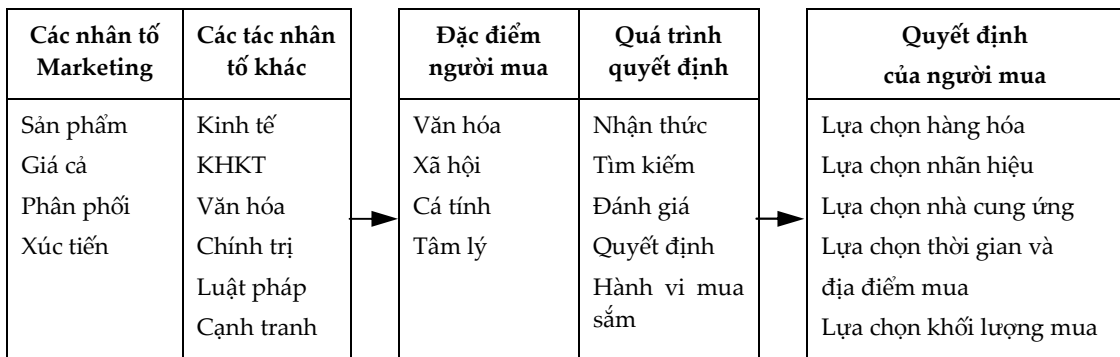 Các nhân tố
Marketing
Sản phẩm
Giá cả
Phân phối
Xúc tiến
Các tác nhân
tố khác
Kinh tế
KHKT
Văn hóa
Chính trị
Luật pháp
Cạnh tranh
Đặc điểm
người mua
Văn hóa
Xã hội
Cá tính
Tâm lý
Quá trình
quyết định
Nhận thức
Tìm kiếm
Đánh giá
Quyết định
Hành vi mua
sắm
Quyết định
của người mua
Lựa chọn hàng hóa
Lựa chọn nhãn hiệu
Lựa chọn nhà cung ứng
Lựa chọn thời gian và
địa điểm mua
Lựa chọn khối lượng mua